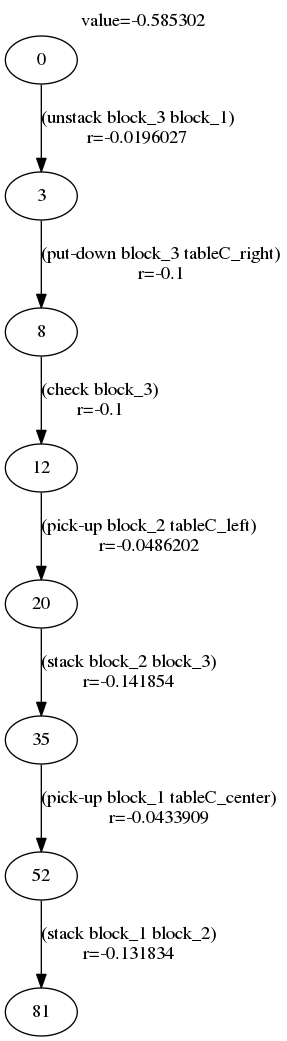 value=-0.585302
0
(unstack block_3 block_1)
r=-0.0196027
3
(put-down block_3 tableC_right)
r=-0.1
8
(check block_3)
r=-0.1
12
(pick-up block_2 tableC_left)
r=-0.0486202
20
(stack block_2 block_3)
r=-0.141854
35
(pick-up block_1 tableC_center)
r=-0.0433909
52
(stack block_1 block_2)
r=-0.131834
81